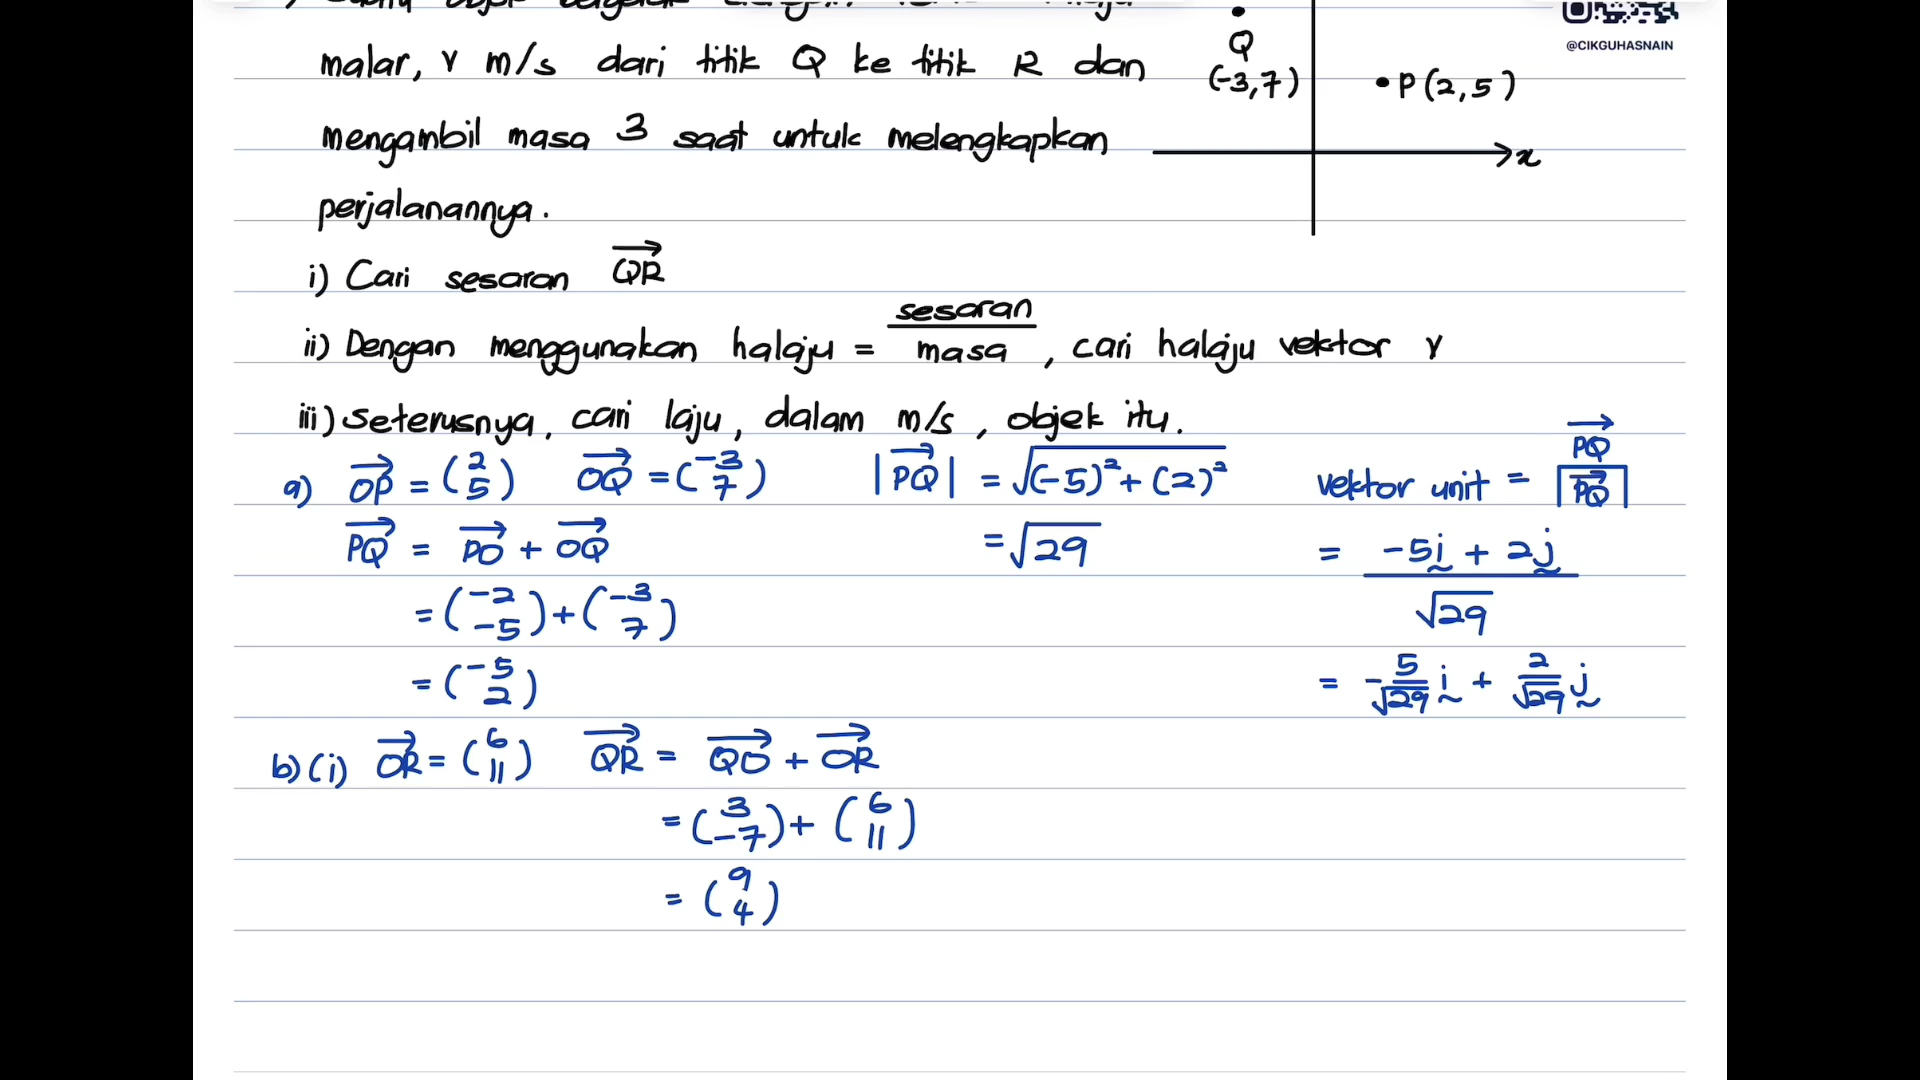 malar, v m/s dari titik Q ke titik R dan
mengambil masa 3 saat untuk melengkapkan
perjalanannya.
Q
(-3,7)
•P(2,5)
x
@CIKGUHASNAIN
i) Cari sesaran →QR
ii) Dengan menggunakan halaju = sesaran/masa, cari halaju vektor v
iii) seterusnya, cari laju, dalam m/s, objek itu.
a) →OP = (2 5) →OQ = (-3 7)
→PQ = →PO + →OQ
= (-2 -5) + (-3 7)
= (-5 2)
|→PQ| = √(-5)² + (2)²
= √29
vektor unit = →PQ/|→PQ|
= -5i + 2j / √29
= -5/√29 i + 2/√29 j
b)(i) →OR = (6 11) →QR = →QO + →OR
= (3 -7) + (6 11)
= (9 4)